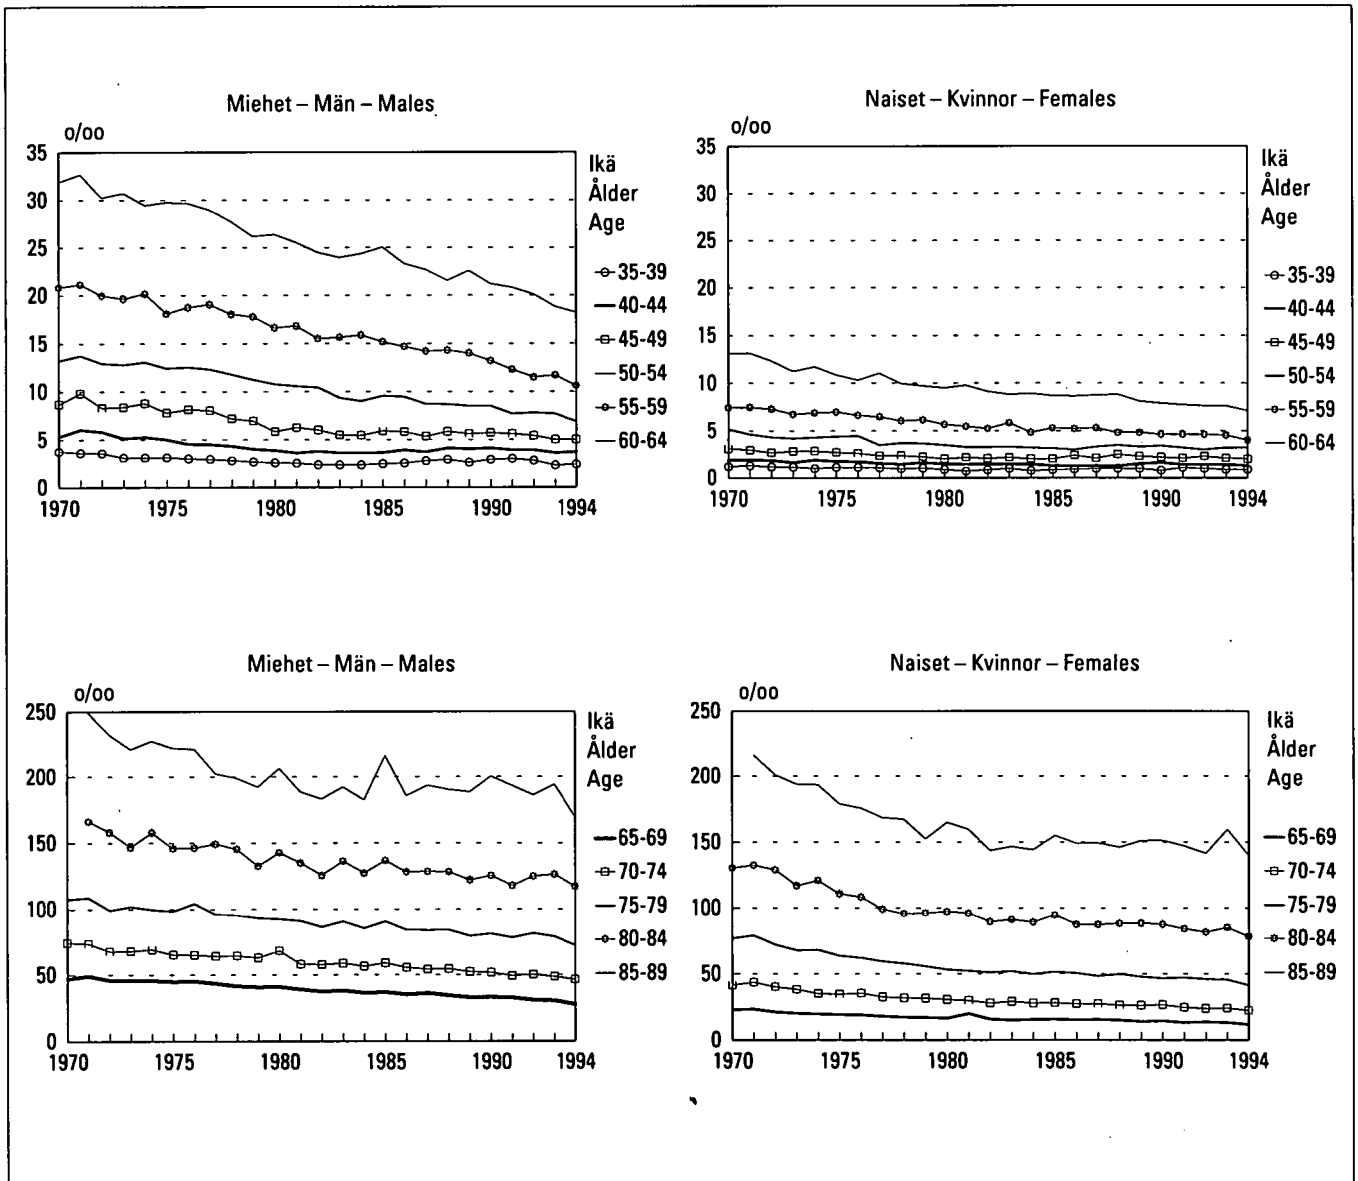 Miehet – Män – Males
o/oo
35
30
25
20
15
10
5
0
1970 1975 1980 1985 1990 1994
Ikä
Ålder
Age
35-39
40-44
45-49
50-54
55-59
60-64
Naiset – Kvinnor – Females
o/oo
35
30
25
20
15
10
5
0
1970 1975 1980 1985 1990 1994
Ikä
Ålder
Age
35-39
40-44
45-49
50-54
55-59
60-64
Miehet – Män – Males
o/oo
250
200
150
100
50
0
1970 1975 1980 1985 1990 1994
Ikä
Ålder
Age
65-69
70-74
75-79
80-84
85-89
Naiset – Kvinnor – Females
o/oo
250
200
150
100
50
0
1970 1975 1980 1985 1990 1994
Ikä
Ålder
Age
65-69
70-74
75-79
80-84
85-89